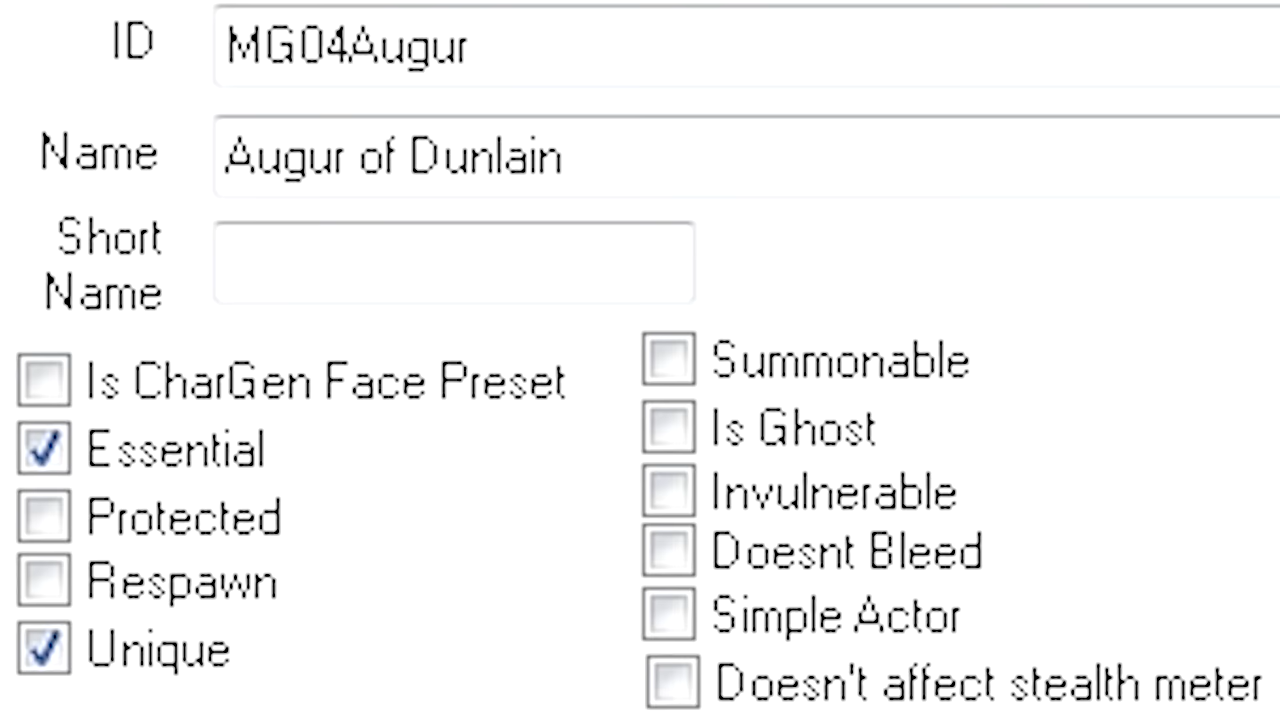 ID
MG04Augur
Name
Augur of Dunlain
Short
Name
Is CharGen Face Preset
Essential
Protected
Respawn
Unique
Summonable
Is Ghost
Invulnerable
Doesnt Bleed
Simple Actor
Doesn't affect stealth meter